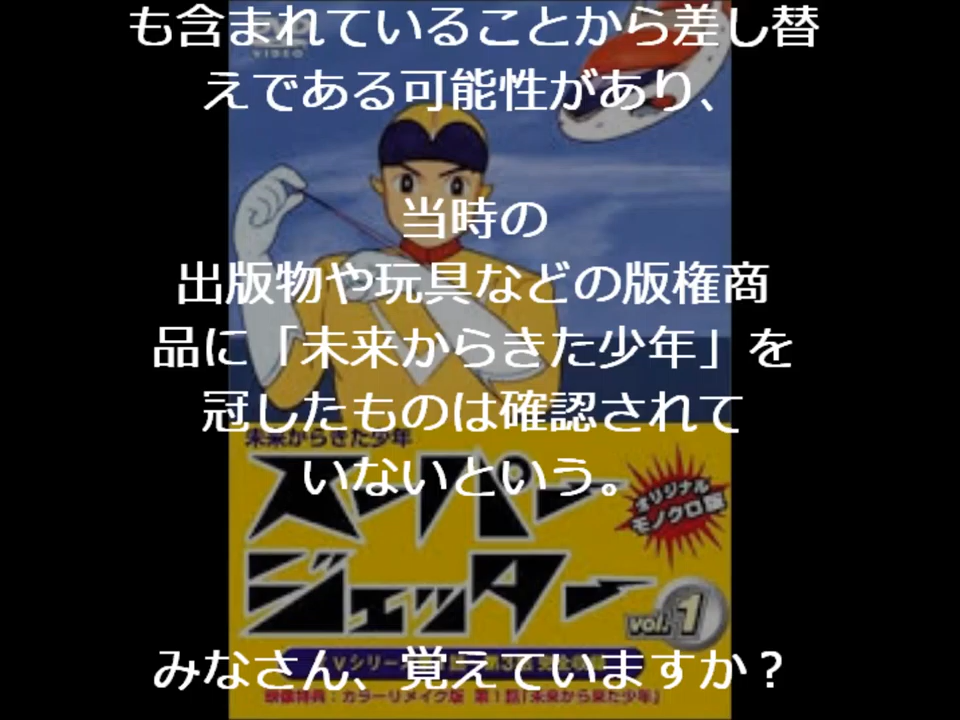 も含まれていることから差し替
えである可能性があり、
VIDEO
当時の
出版物や玩具などの版権商
品に「未来からきた少年」を
冠したものは確認されて
いないという。
未来からきた少年
スーパー
ジェッター
オリジナル
モノクロ版
vol.1
みなさん、覚えていますか?
映像特典:カラーリメイク版 第1話「未来から来た少年」